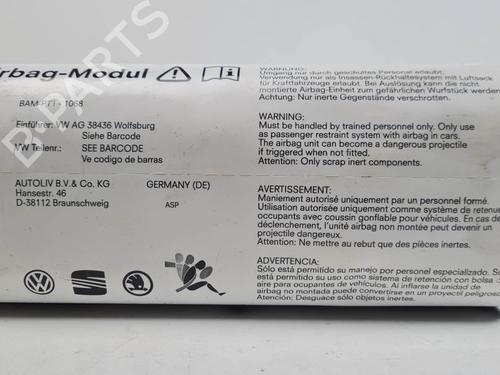 irbag-Modul
BAM-PT1-1068
Einführer: VW AG 38436 Wolfsburg
Siehe Barcode
VW Teilenr.: SEE BARCODE
Ve codigo de barras
AUTOLIV B.V.& Co. KG GERMANY (DE)
Hansestr. 46
D-38112 Braunschweig ASP
WARNUNG:
Umgang nur durch geschultes Personal erlaubt.
Verwendung nur als Insassen-Rückhaltesystem mit Luftsack
für Kraftfahrzeuge erlaubt. Bei Auslösung kann die nicht
montierte Airbag-Einheit zum gefährlichen Wurfstück werden
Achtung: Nur inerte Gegenstände verschrotten.
WARNING:
Must be handled by trained personnel only. Only use
as passenger restraint system with airbag in cars.
The airbag unit can become a dangerous projectile
if triggered when not fitted.
Attention: Only scrap inert components.
AVERTISSEMENT:
Maniement autorisé uniquement par un personnel formé.
Utilisation autorisée uniquement comme système de retenue
occupants avec coussin gonflable pour véhicules. En cas de
déclenchement, l'unité airbag non montée peut devenir un
projectile dangereux.
Attention: Ne mettre au rebut que des pièces inertes.
ADVERTENCIA:
Sólo está permitido su manejo por personal especializado. So
está permitido su uso como sistema de retención con bolsa
aire para ocupantes de vehículos. Al inflarse la unidad de
airbag no montada puede convertirse en un proyectil peligroso
Atención: Desguace sólo objetos inertes.
B-PARTS